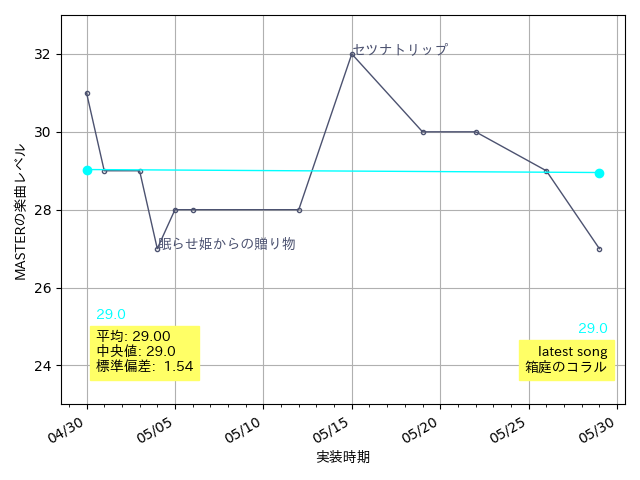 MASTERの楽曲レベル
32
30
28
26
24
セツナトリップ
眠らせ姫からの贈り物
29.0
平均: 29.00
中央値: 29.0
標準偏差: 1.54
29.0
latest song
箱庭のコラル
04/30
05/05
05/10
05/15
05/20
05/25
05/30
実装時期